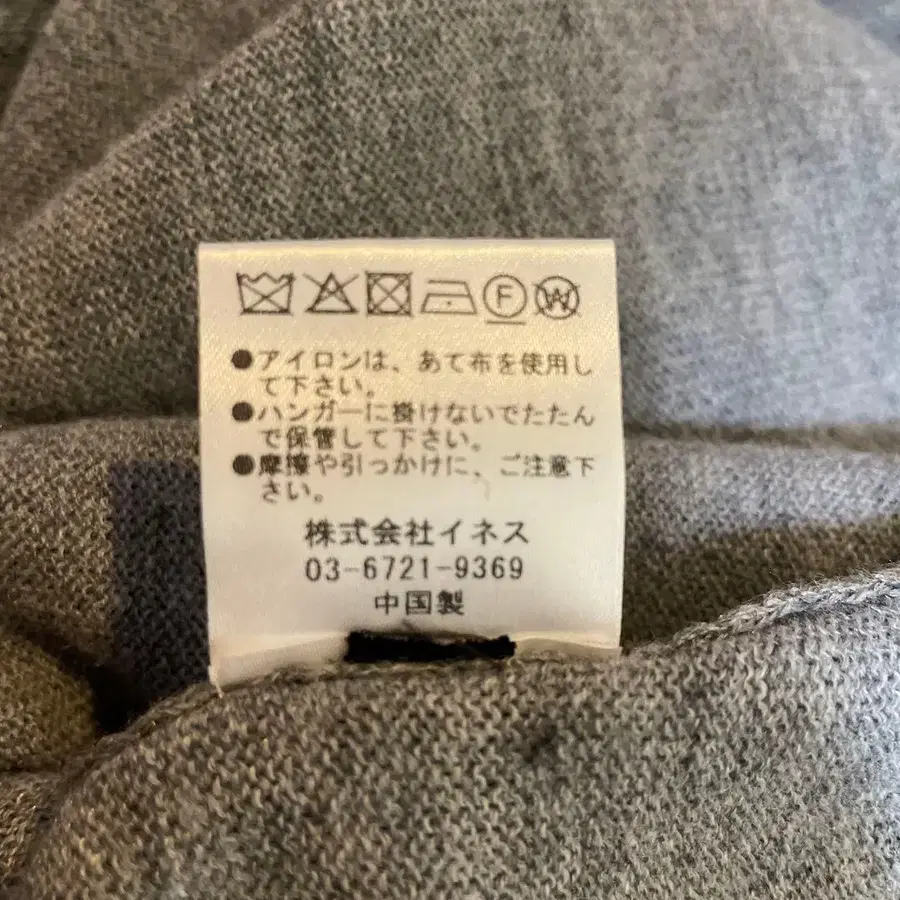 F W
●アイロンは、あて布を使用し
て下さい。
●ハンガーに掛けないでたたん
で保管して下さい。
●摩擦や引っかけに、ご注意下
さい。
株式会社イネス
03-6721-9369
中国製